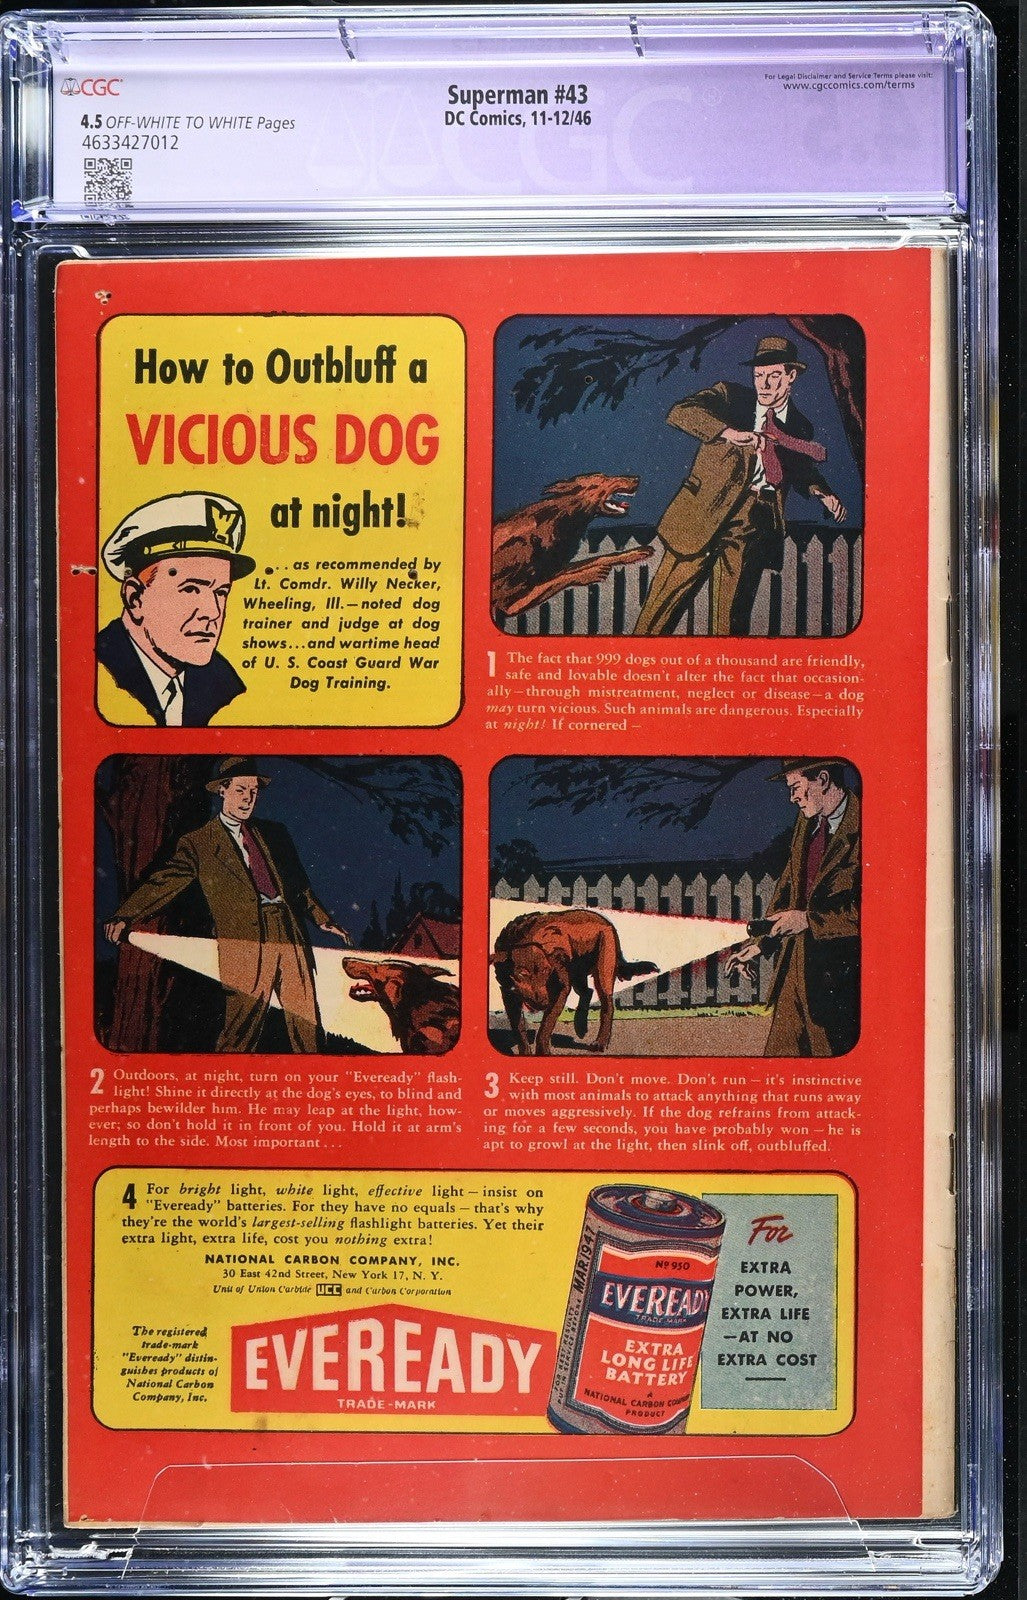 CGC
4.5 OFF-WHITE TO WHITE Pages
4633427012
Superman #43
DC Comics, 11-12/46
For Legal Disclaimer and Service Terms please visit:
www.cgccomics.com/terms
How to Outbluff a
VICIOUS DOG
at night!
... as recommended by
Lt. Comdr. Willy Necker,
Wheeling, Ill.—noted dog
trainer and judge at dog
shows...and wartime head
of U. S. Coast Guard War
Dog Training.
1 The fact that 999 dogs out of a thousand are friendly,
safe and lovable doesn't alter the fact that occasion-
ally—through mistreatment, neglect or disease—a dog
may turn vicious. Such animals are dangerous. Especially
at night! If cornered—
2 Outdoors, at night, turn on your "Eveready" flash-
light! Shine it directly at the dog's eyes, to blind and
perhaps bewilder him. He may leap at the light, how-
ever; so don't hold it in front of you. Hold it at arm's
length to the side. Most important...
3 Keep still. Don't move. Don't run—it's instinctive
with most animals to attack anything that runs away
or moves aggressively. If the dog refrains from attack-
ing for a few seconds, you have probably won—he is
apt to growl at the light, then slink off, outbluffed.
4 For bright light, white light, effective light—insist on
"Eveready" batteries. For they have no equals—that's why
they're the world's largest-selling flashlight batteries. Yet their
extra light, extra life, cost you nothing extra!
NATIONAL CARBON COMPANY, INC.
30 East 42nd Street, New York 17, N. Y.
Unit of Union Carbide UCC and Carbon Corporation
The registered
trade-mark
"Eveready" distin-
guishes products of
National Carbon
Company, Inc.
EVEREADY
TRADE-MARK
MAR. 1947
No 950
EVEREADY
TRADE-MARK
EXTRA
LONG LIFE
BATTERY
A
NATIONAL CARBON COMPANY
PRODUCT
For
EXTRA
POWER,
EXTRA LIFE
—AT NO
EXTRA COST